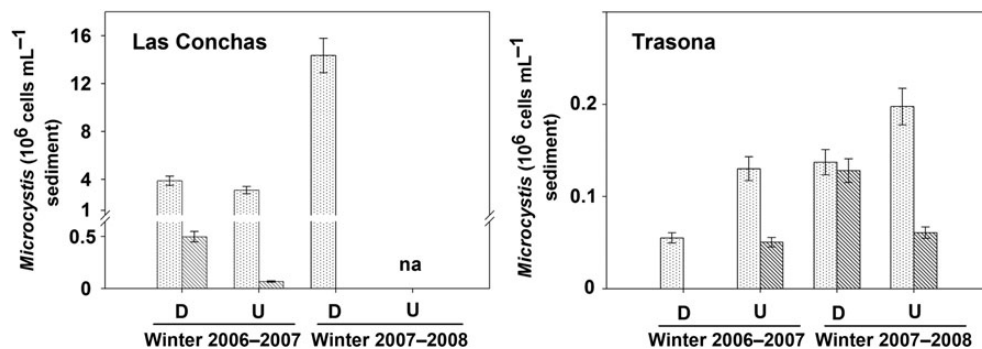 Las Conchas
Microcystis (10⁶ cells mL⁻¹
sediment)
16
14
12
4
1
0.5
0
na
D U D U
Winter 2006–2007 Winter 2007–2008
Trasona
Microcystis (10⁶ cells mL⁻¹
sediment)
0.2
0.1
0
D U D U
Winter 2006–2007 Winter 2007–2008